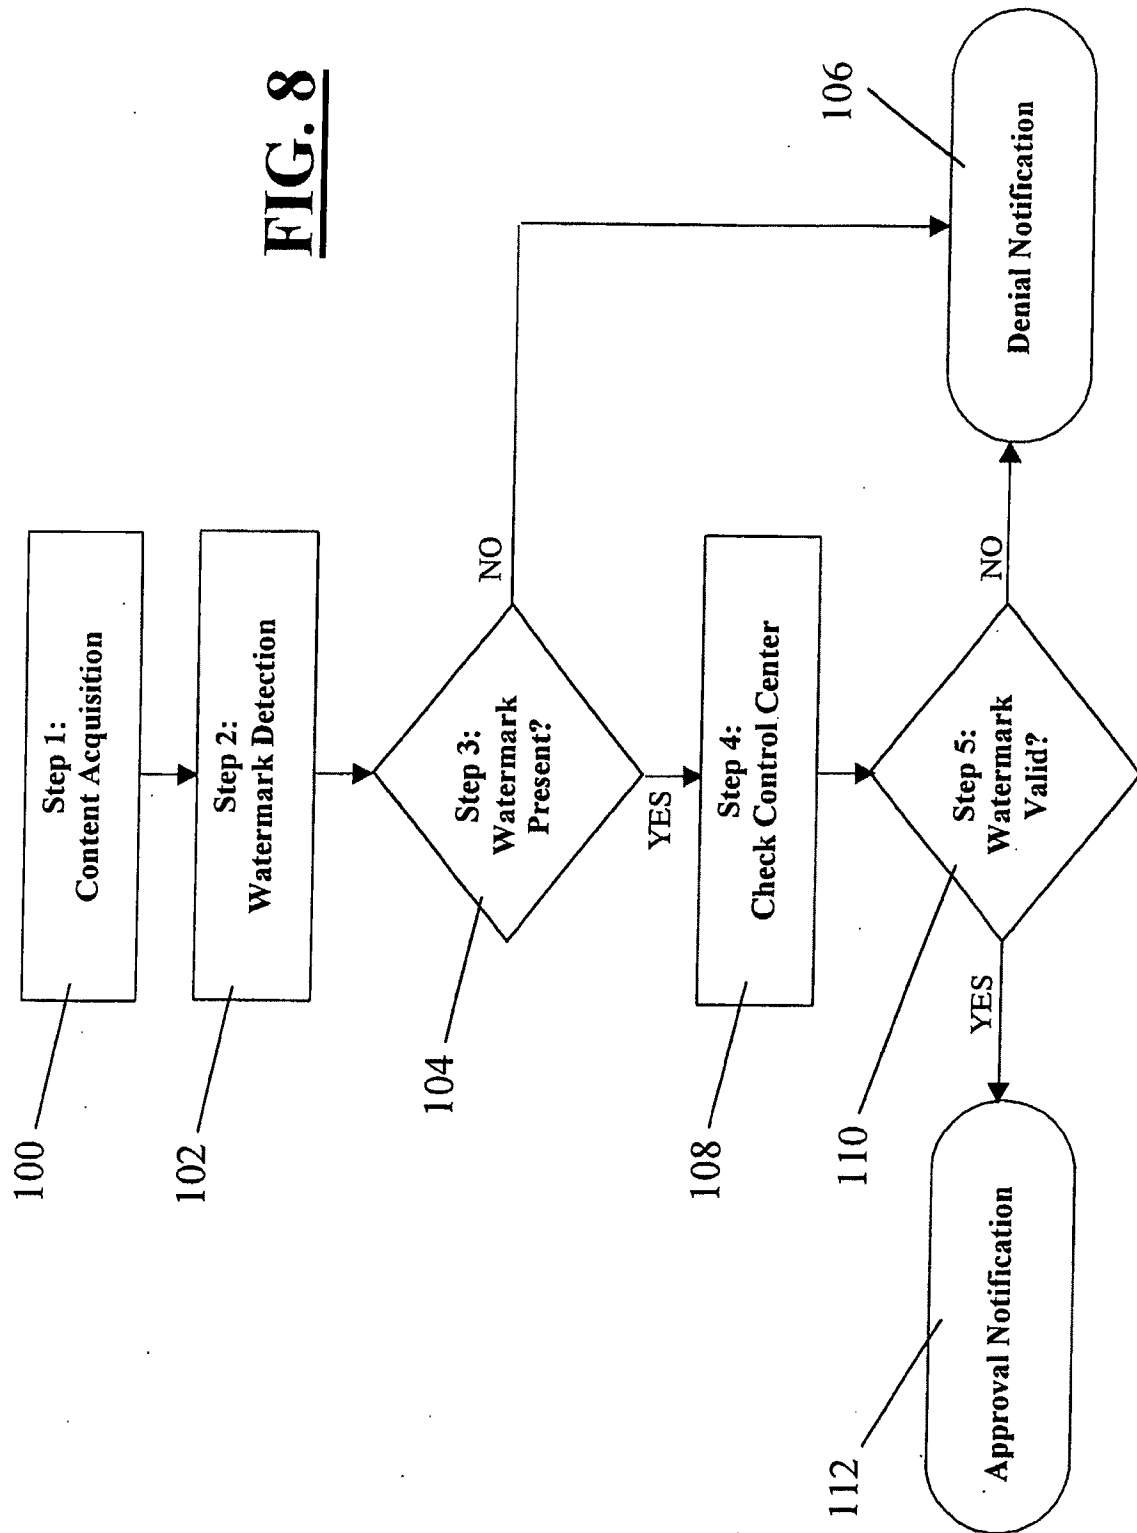 FIG. 8
100
Step 1:
Content Acquisition
102
Step 2:
Watermark Detection
104
Step 3:
Watermark
Present?
NO
YES
108
Step 4:
Check Control Center
110
Step 5:
Watermark
Valid?
YES
NO
112
Approval Notification
106
Denial Notification